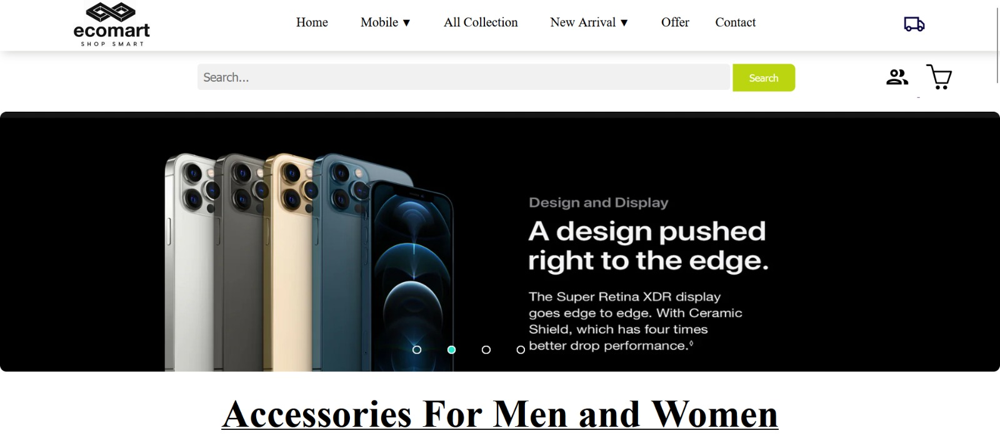 ecomart
SHOP SMART
Home Mobile ▼ All Collection New Arrival ▼ Offer Contact
Search... Search
Design and Display
A design pushed
right to the edge.
The Super Retina XDR display
goes edge to edge. With Ceramic
Shield, which has four times
better drop performance.◊
Accessories For Men and Women